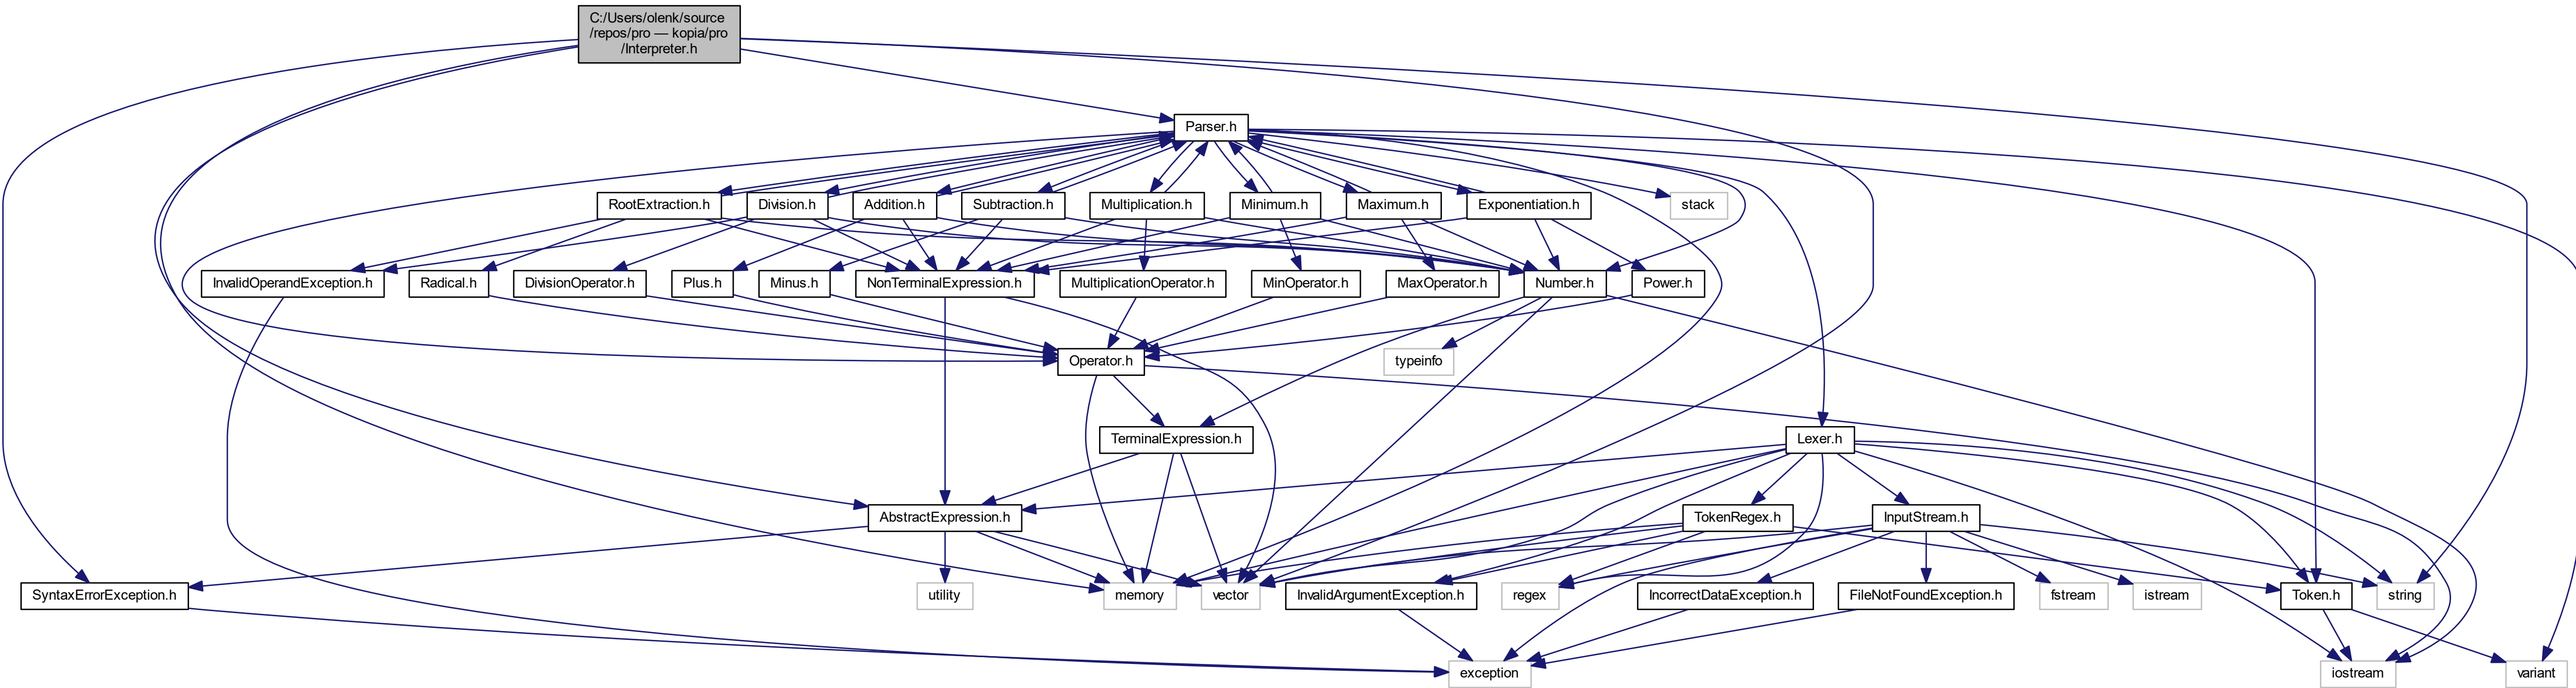 C:/Users/olenk/source
/repos/pro — kopia/pro
/Interpreter.h
Parser.h
RootExtraction.h
Division.h
Addition.h
Subtraction.h
Multiplication.h
Minimum.h
Maximum.h
Exponentiation.h
stack
InvalidOperandException.h
Radical.h
DivisionOperator.h
Plus.h
Minus.h
NonTerminalExpression.h
MultiplicationOperator.h
MinOperator.h
MaxOperator.h
Number.h
Power.h
Operator.h
typeinfo
TerminalExpression.h
Lexer.h
AbstractExpression.h
TokenRegex.h
InputStream.h
SyntaxErrorException.h
utility
memory
vector
InvalidArgumentException.h
regex
IncorrectDataException.h
FileNotFoundException.h
fstream
istream
Token.h
string
exception
iostream
variant